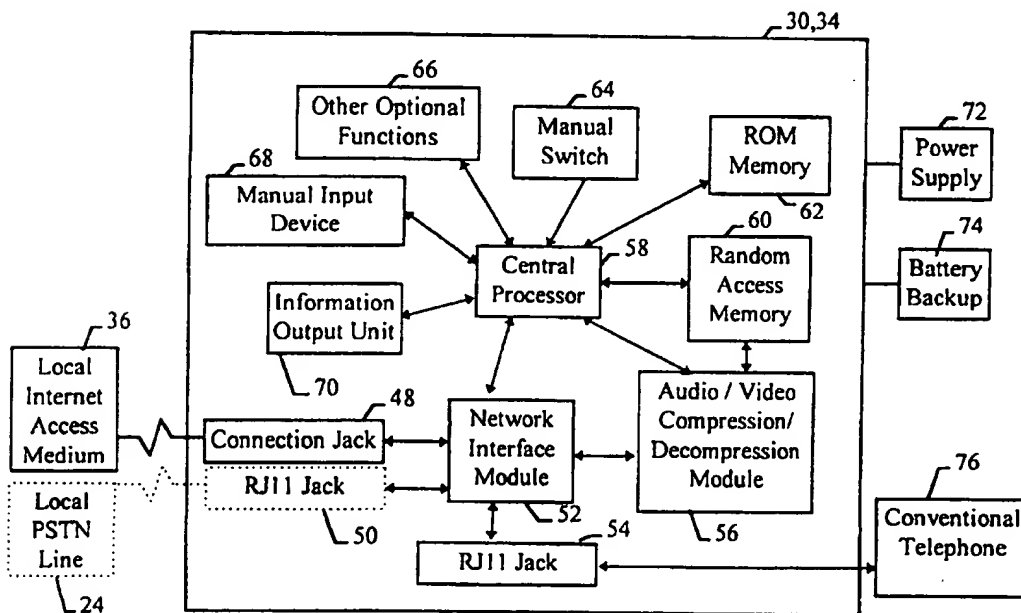 30,34
66
Other Optional
Functions
64
Manual
Switch
ROM
Memory
62
72
Power
Supply
68
Manual Input
Device
60
Random
Access
Memory
74
Battery
Backup
58
Central
Processor
Information
Output Unit
70
36
Local
Internet
Access
Medium
48
Connection Jack
Network
Interface
Module
52
Audio / Video
Compression/
Decompression
Module
56
RJ11 Jack
50
Local
PSTN
Line
24
54
RJ11 Jack
76
Conventional
Telephone